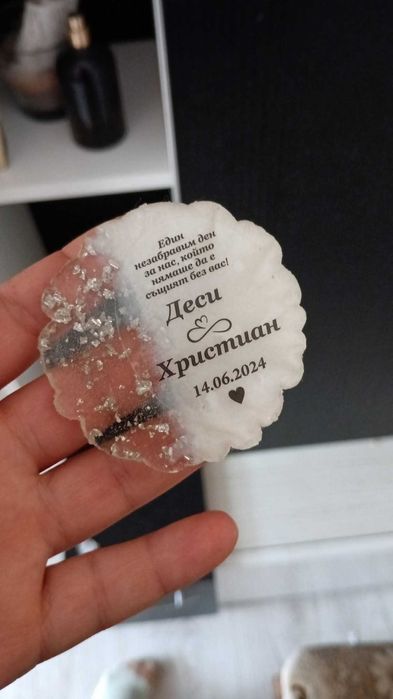 Един
незабравим ден
за нас, който
нямаше да е
същият без вас!
Деси
Християн
14.06.2024